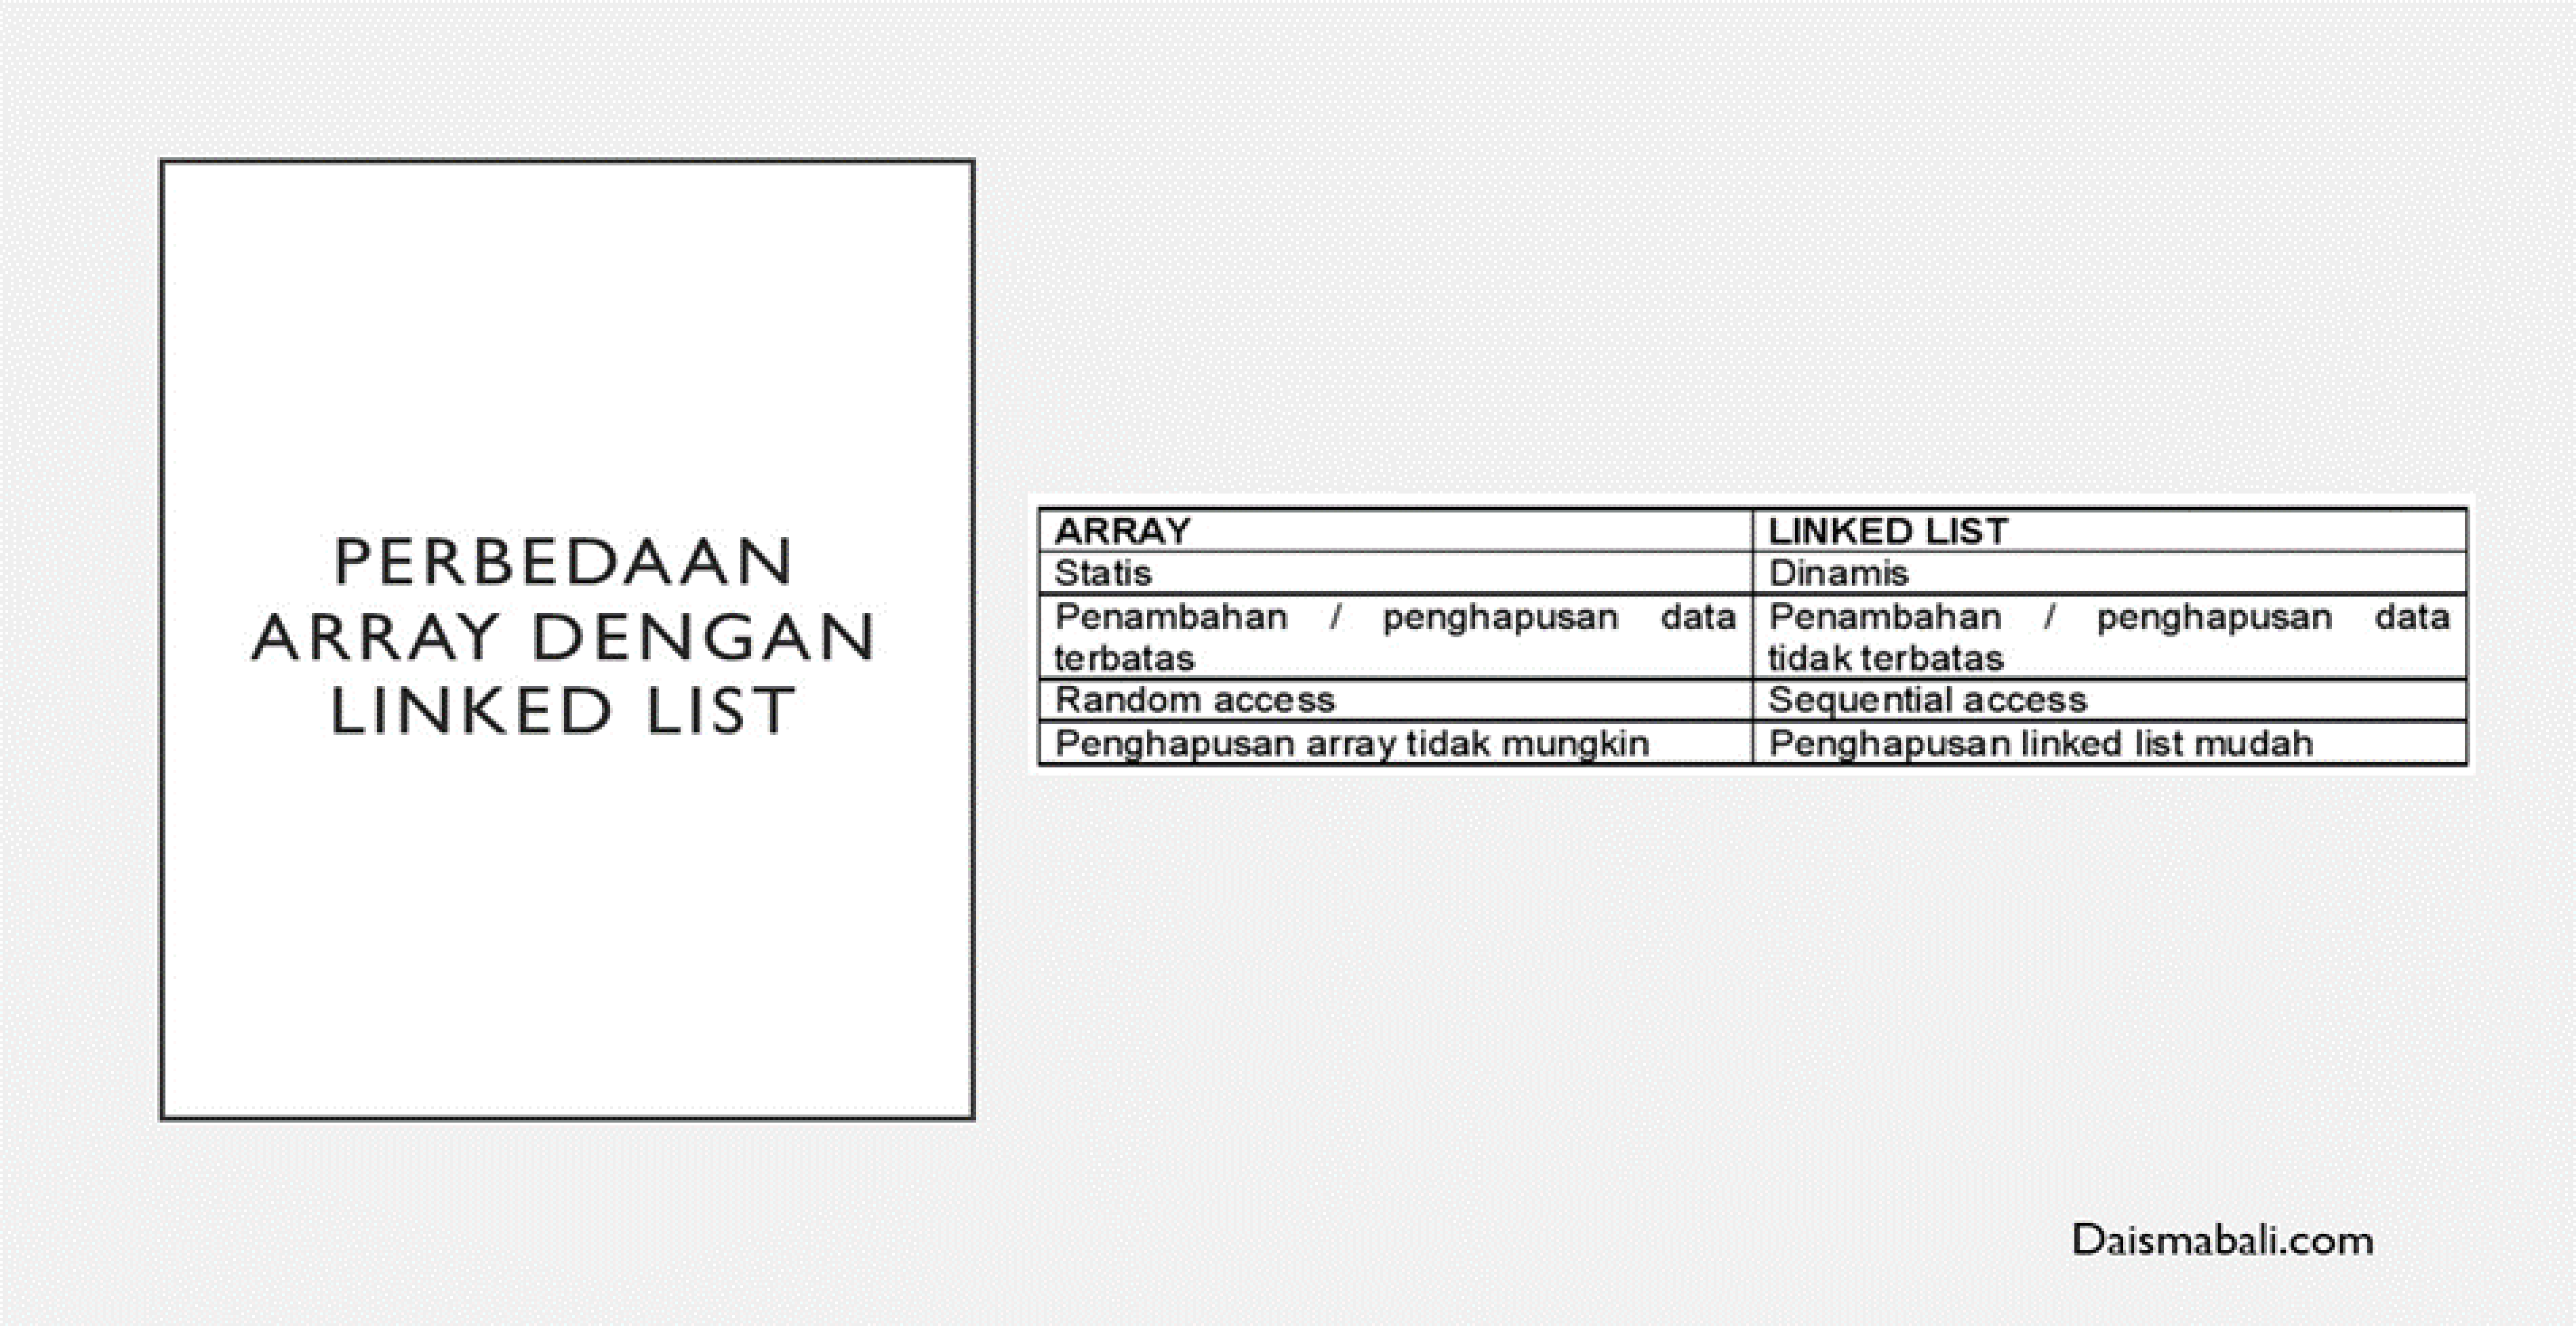 PERBEDAAN
ARRAY DENGAN
LINKED LIST
ARRAY LINKED LIST
Statis Dinamis
Penambahan / penghapusan data Penambahan / penghapusan data
terbatas tidak terbatas
Random access Sequential access
Penghapusan array tidak mungkin Penghapusan linked list mudah
Daismabali.com